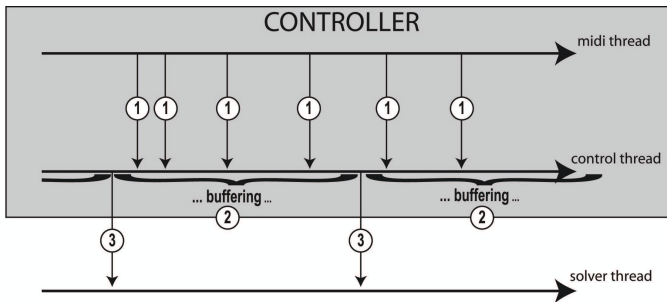 CONTROLLER
midi thread
1 1 1 1 1 1
control thread
... buffering ... ... buffering ...
2 2
3 3
solver thread